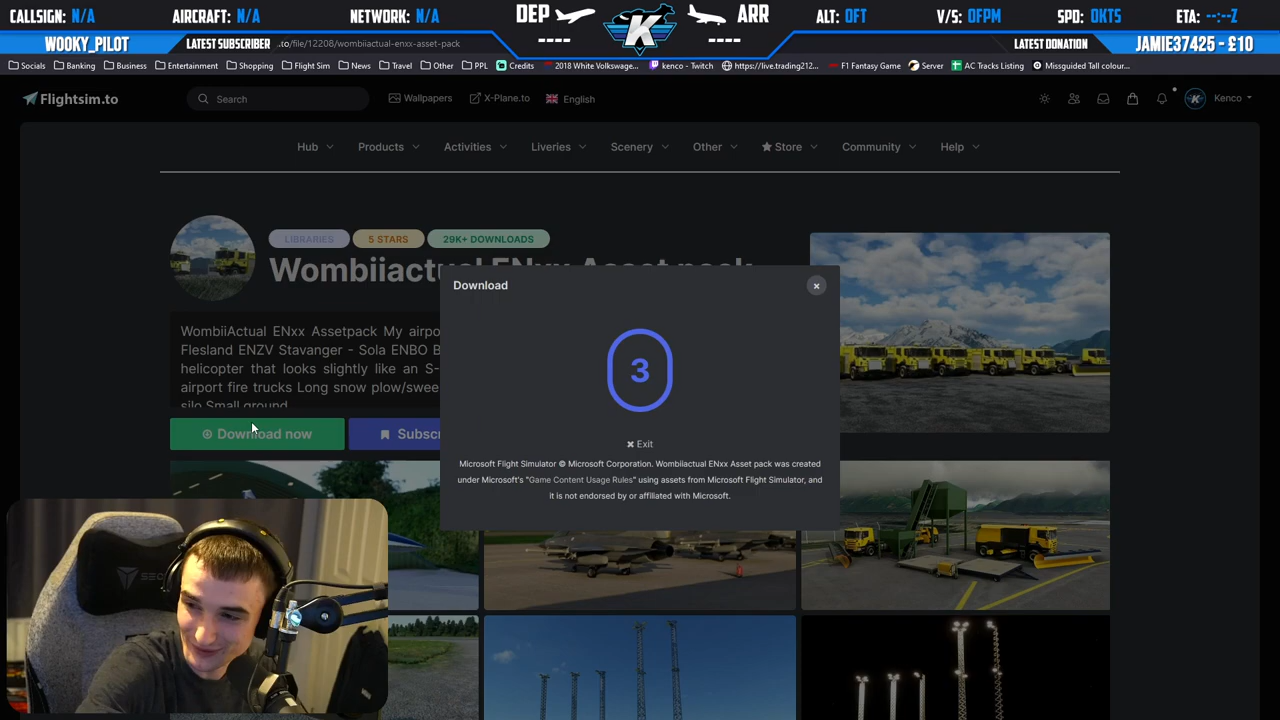 CALLSIGN: N/A
AIRCRAFT: N/A
NETWORK: N/A
DEP
K
ARR
ALT: 0FT
V/S: 0FPM
SPD: 0KTS
ETA: --:--Z
WOOKY_PILOT
LATEST SUBSCRIBER
.to/file/12208/wombiiactual-enxx-asset-pack
----
----
LATEST DONATION
JAMIE37425 - £10
Socials
Banking
Business
Entertainment
Shopping
Flight Sim
News
Travel
Other
PPL
Credits
2018 White Volkswage...
kenco - Twitch
https://live.trading212...
F1 Fantasy Game
Server
AC Tracks Listing
Missguided Tall colour...
Flightsim.to
Search
Wallpapers
X-Plane.to
English
Kenco
Hub
Products
Activities
Liveries
Scenery
Other
Store
Community
Help
LIBRARIES
5 STARS
29K+ DOWNLOADS
Wombiiactual ENxx Asset pack
WombiiActual ENxx Assetpack My airpo
Flesland ENZV Stavanger - Sola ENBO B
helicopter that looks slightly like an S-
airport fire trucks Long snow plow/swee
silo Small ground
Download now
Subscr
Download
×
3
✖ Exit
Microsoft Flight Simulator © Microsoft Corporation. Wombiiactual ENxx Asset pack was created
under Microsoft's "Game Content Usage Rules" using assets from Microsoft Flight Simulator, and
it is not endorsed by or affiliated with Microsoft.